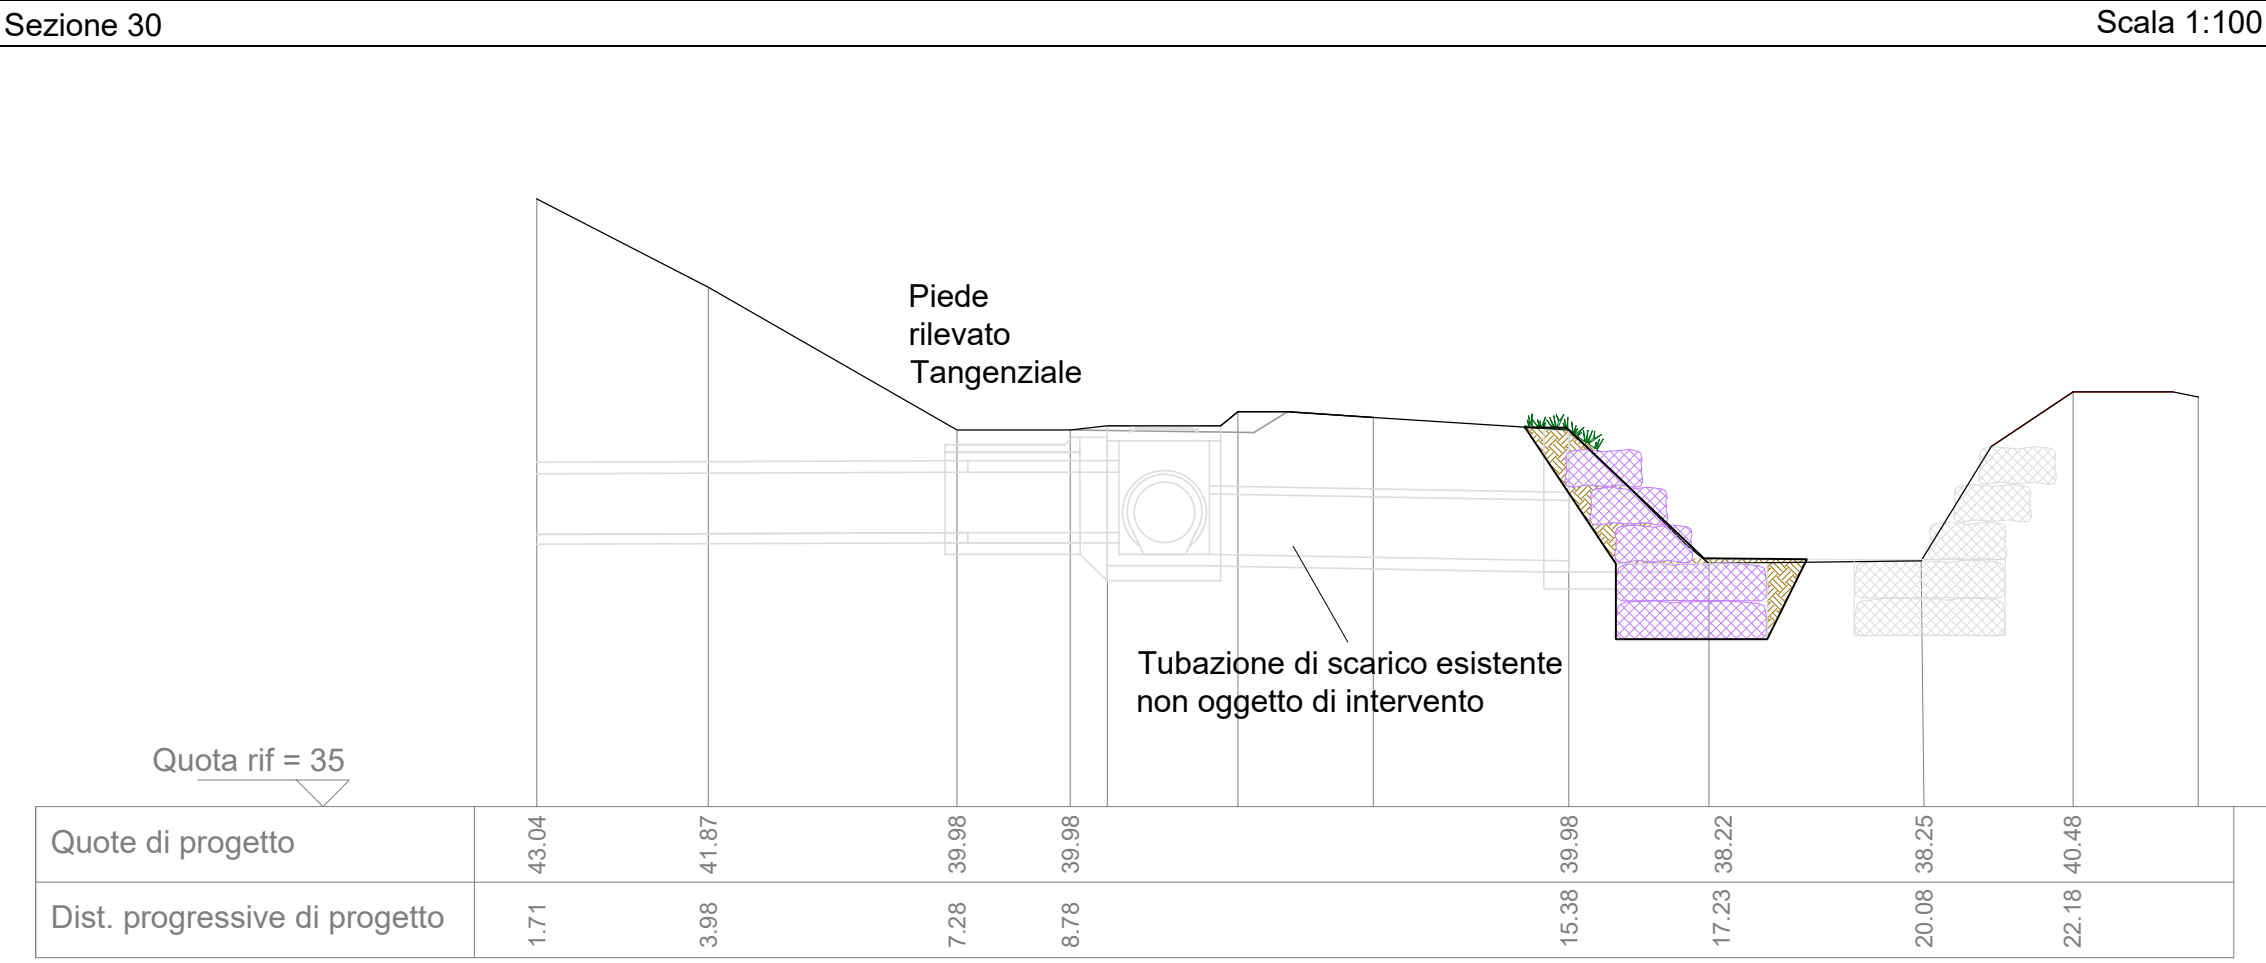 Sezione 30
Scala 1:100
Piede
rilevato
Tangenziale
Tubazione di scarico esistente
non oggetto di intervento
Quota rif = 35
Quote di progetto
43.04
41.87
39.98
39.98
39.98
38.22
38.25
40.48
Dist. progressive di progetto
1.71
3.98
7.28
8.78
15.38
17.23
20.08
22.18